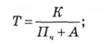 T = K / (Пч + A);